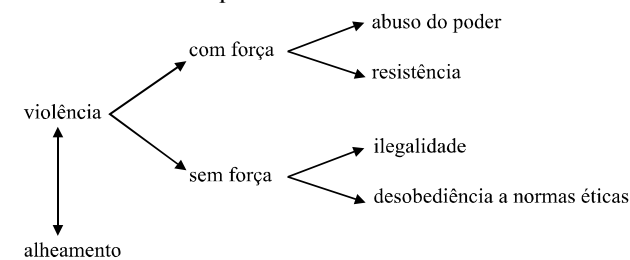 abuso do poder
com força
resistência
violência
ilegalidade
sem força
desobediência a normas éticas
alheamento